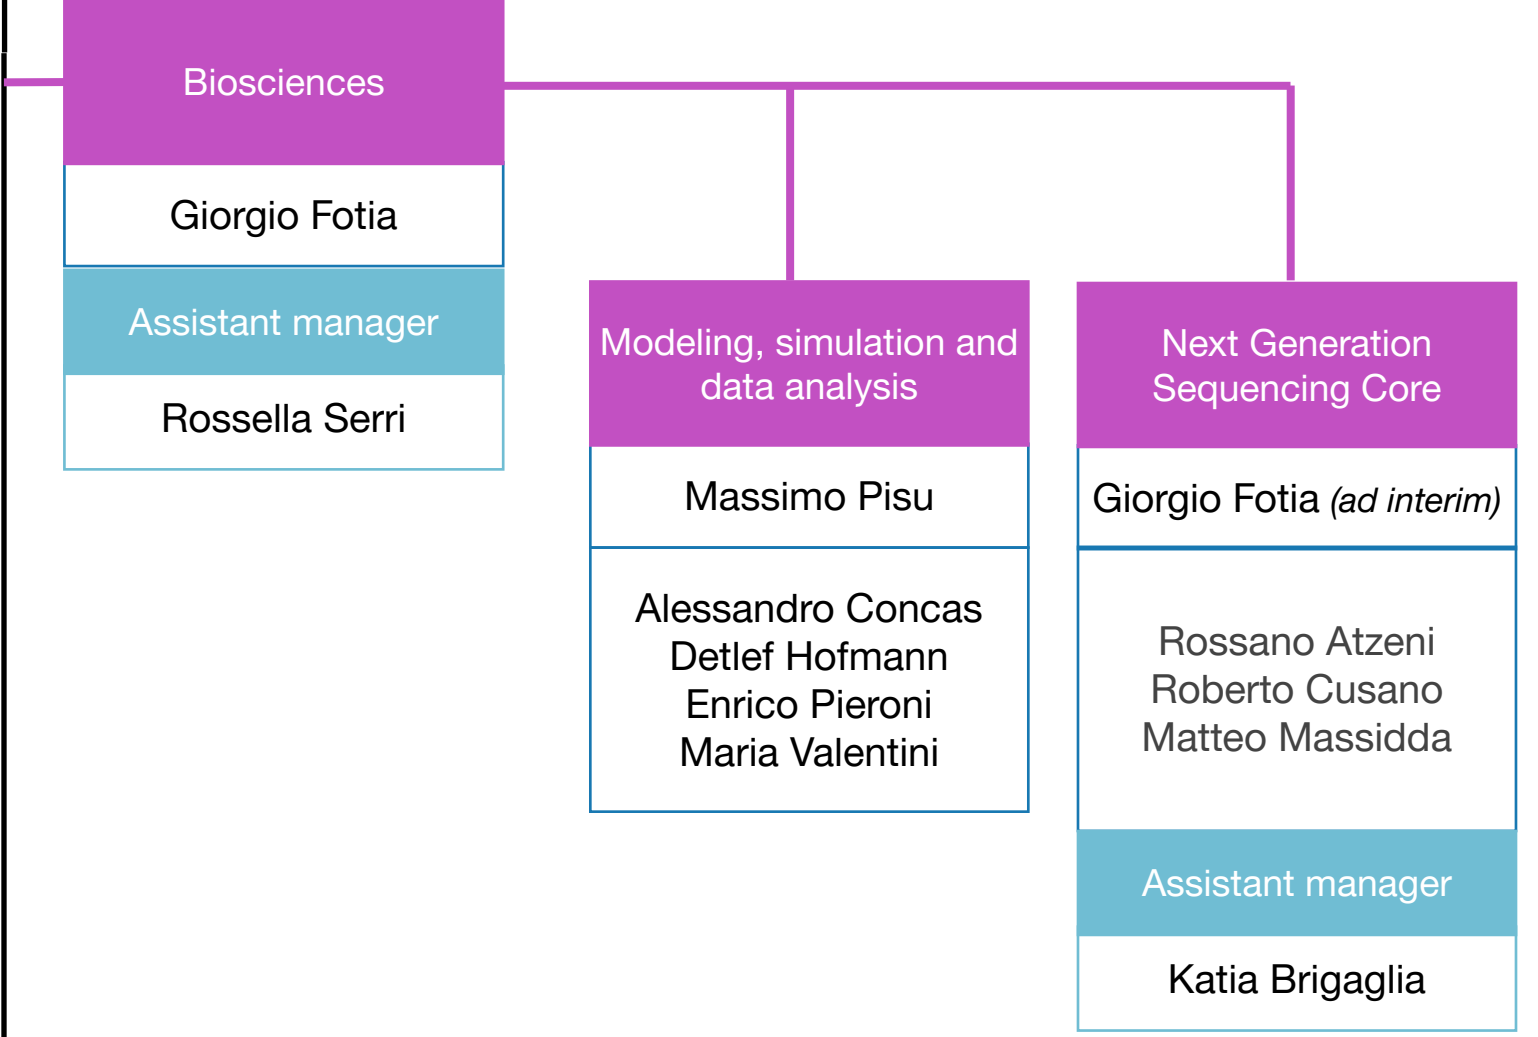 Biosciences
Giorgio Fotia
Assistant manager
Rossella Serri
Modeling, simulation and
data analysis
Massimo Pisu
Alessandro Concas
Detlef Hofmann
Enrico Pieroni
Maria Valentini
Next Generation
Sequencing Core
Giorgio Fotia (ad interim)
Rossano Atzeni
Roberto Cusano
Matteo Massidda
Assistant manager
Katia Brigaglia